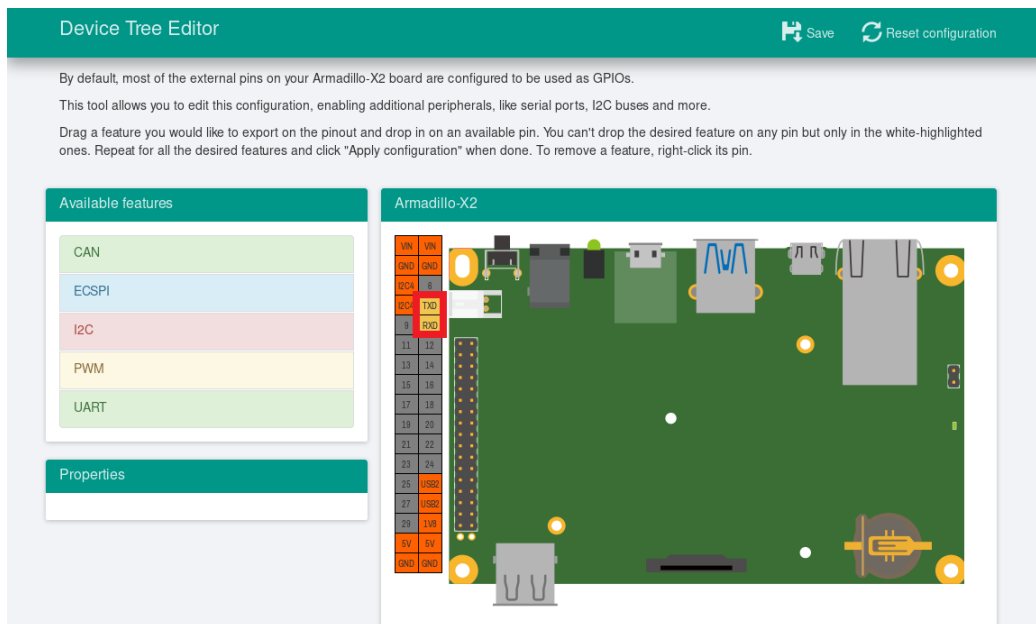 Device Tree Editor
Save
Reset configuration
By default, most of the external pins on your Armadillo-X2 board are configured to be used as GPIOs.
This tool allows you to edit this configuration, enabling additional peripherals, like serial ports, I2C buses and more.
Drag a feature you would like to export on the pinout and drop in on an available pin. You can't drop the desired feature on any pin but only in the white-highlighted
ones. Repeat for all the desired features and click "Apply configuration" when done. To remove a feature, right-click its pin.
Available features
CAN
ECSPI
I2C
PWM
UART
Properties
Armadillo-X2
VIN VIN
GND GND
I2C4 6
I2C4 TXD
9 RXD
11 12
13 14
15 16
17 18
19 20
21 22
23 24
25 USB2
27 USB2
29 1V8
5V 5V
GND GND